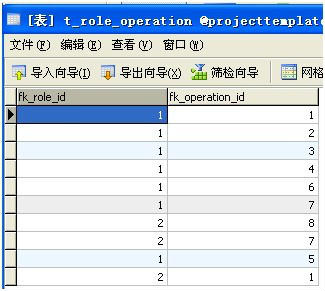 [表] t_role_operation @projecttemplate
文件(F) 编辑(E) 查看(V) 窗口(W)
导入向导(I) 导出向导(X) 筛检向导 网格
fk_role_id fk_operation_id
1 1
1 2
1 3
1 4
1 6
1 7
2 8
2 7
1 5
2 1